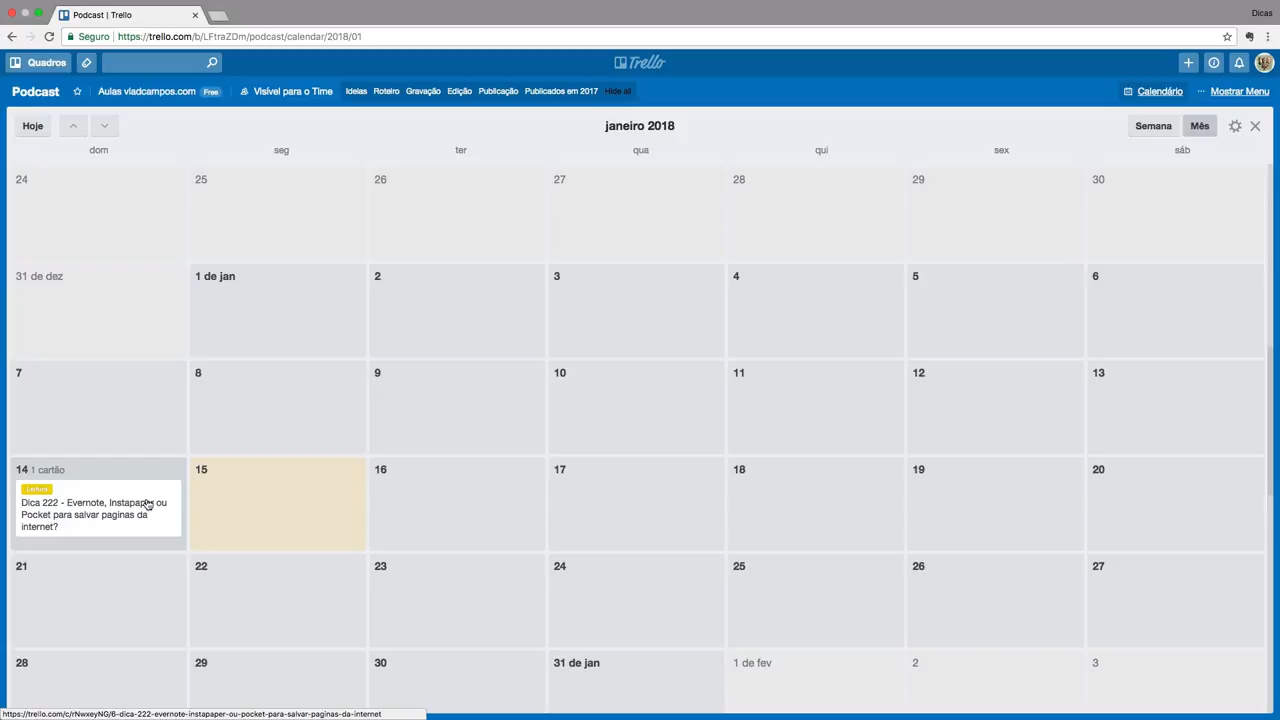 Podcast | Trello
Dicas
Seguro | https://trello.com/b/LFtraZDm/podcast/calendar/2018/01
Quadros
Trello
Podcast
Aulas viadcampos.com
Free
Visível para o Time
Ideias
Roteiro
Gravação
Edição
Publicação
Publicados em 2017
Hide all
Calendário
Mostrar Menu
Hoje
janeiro 2018
Semana
Mês
dom
seg
ter
qua
qui
sex
sáb
24
25
26
27
28
29
30
31 de dez
1 de jan
2
3
4
5
6
7
8
9
10
11
12
13
14 1 cartão
15
16
17
18
19
20
Leitura
Dica 222 - Evernote, Instapaper ou
Pocket para salvar paginas da
internet?
21
22
23
24
25
26
27
28
29
30
31 de jan
1 de fev
2
3
https://trello.com/c/rNwxeyNG/6-dica-222-evernote-instapaper-ou-pocket-para-salvar-paginas-da-internet